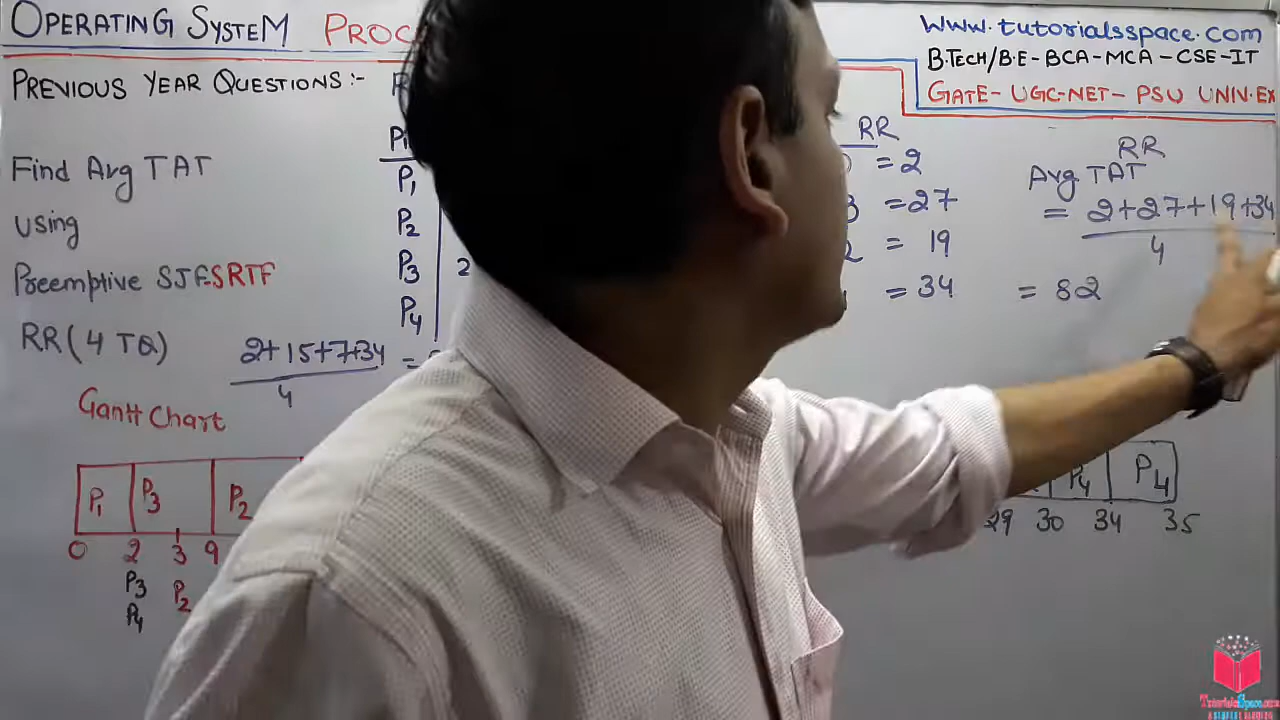 OPERATING SYSTEM
www.tutorialsspace.com
B.TECH/B.E-BCA-MCA-CSE-IT
PREVIOUS YEAR QUESTIONS :-
GATE- UGC-NET- PSU UNIV.EX
Find Avg TAT
using
Preemptive SJF-SRTF
RR(4 TQ)
2+15+7+34
4
=
P1
P2
P3
2
P4
RR
= 2
=27
= 19
=34
RR
Avg TAT
= 2+27+19+34
4
= 82
Gantt Chart
P1 P3 P2
0 2 3 9
P3 P2
P4
P4 P4
29 30 34 35